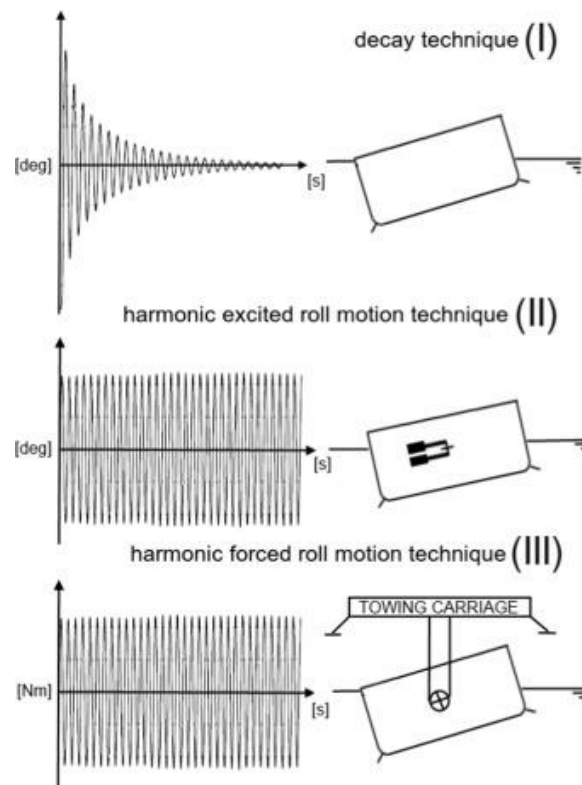 decay technique (I)
[deg]
[s]
harmonic excited roll motion technique (II)
[deg]
[s]
harmonic forced roll motion technique (III)
TOWING CARRIAGE
[Nm]
[s]